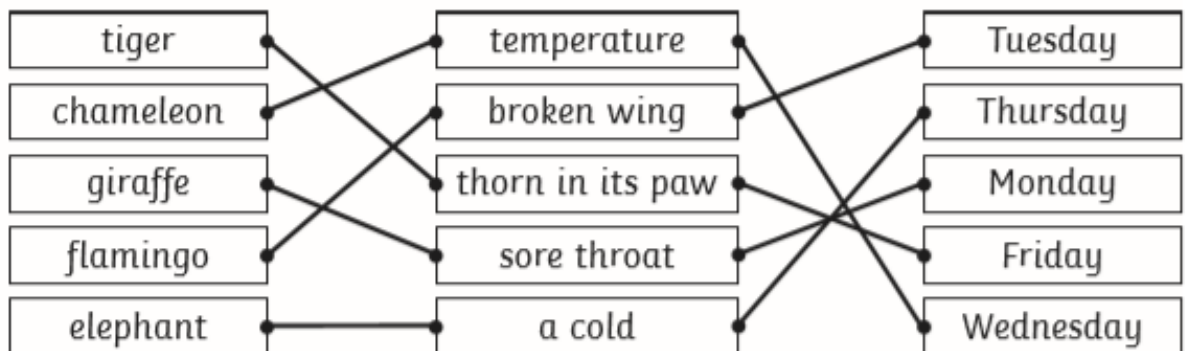 tiger temperature Tuesday
chameleon broken wing Thursday
giraffe thorn in its paw Monday
flamingo sore throat Friday
elephant a cold Wednesday